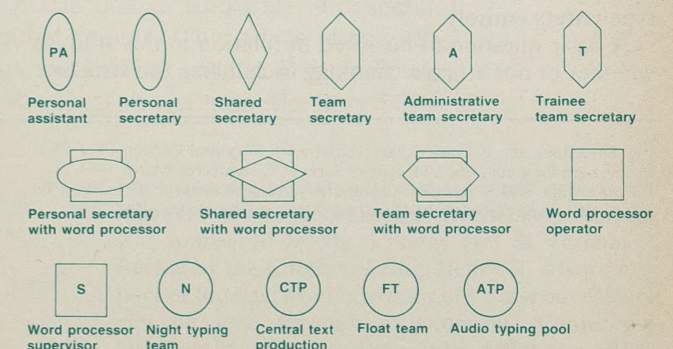 PA
A
T
Personal Personal Shared Team Administrative Trainee
assistant secretary secretary secretary team secretary team secretary
Personal secretary Shared secretary Team secretary Word processor
with word processor with word processor with word processor operator
S N CTP FT ATP
Word processor Night typing Central text Float team Audio typing pool
supervisor team production